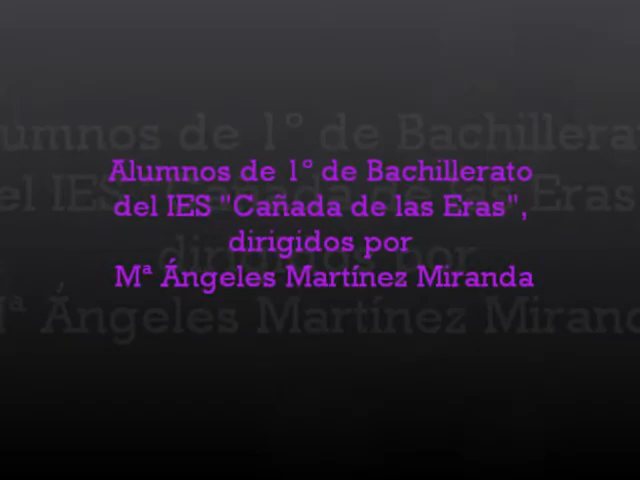 Alumnos de 1º de Bachillerato
del IES "Cañada de las Eras",
dirigidos por
Mª Ángeles Martínez Miranda